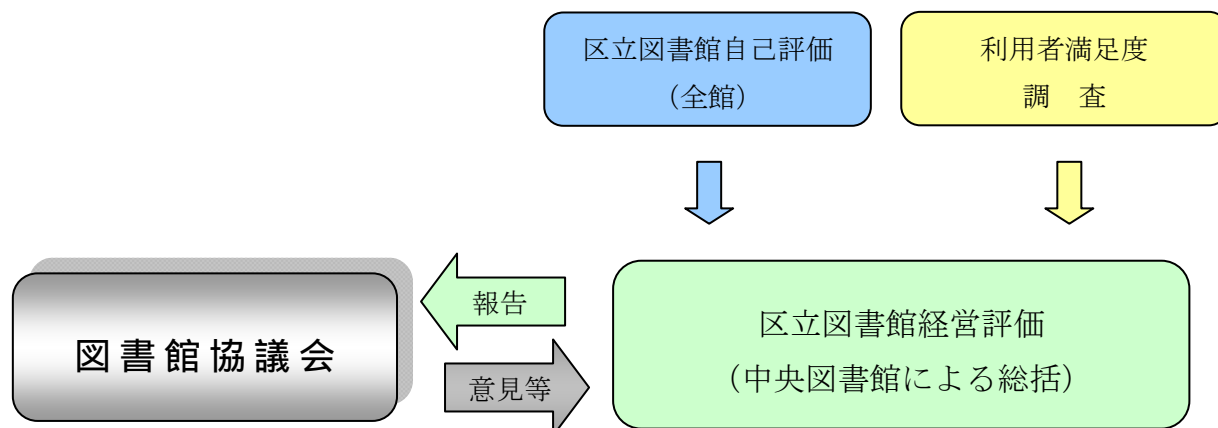 区立図書館自己評価
（全館）
利用者満足度
調　査
報告
図書館協議会
意見等
区立図書館経営評価
（中央図書館による総括）